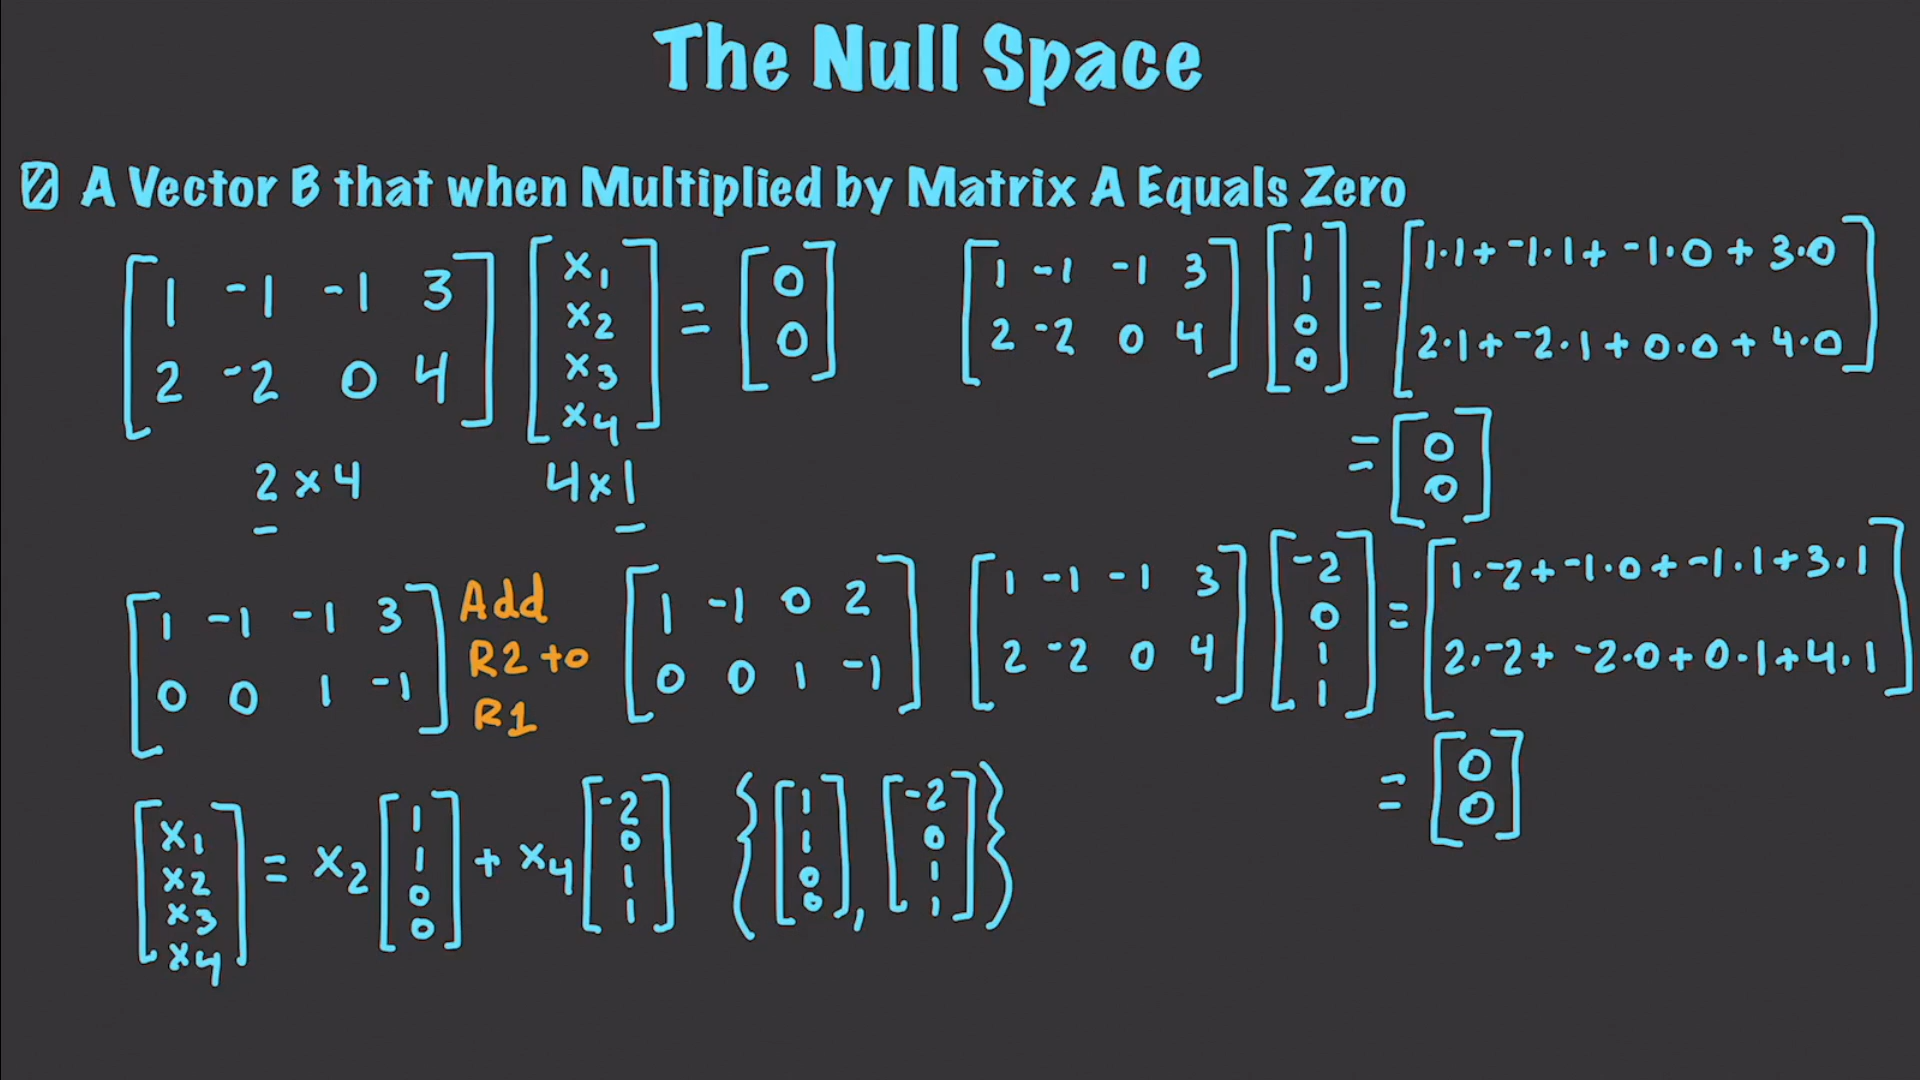 The Null Space
A Vector B that when Multiplied by Matrix A Equals Zero
[1 -1 -1 3; 2 -2 0 4] [x1; x2; x3; x4] = [0; 0]
2 x 4   4 x 1
[1 -1 -1 3; 2 -2 0 4] [1; 1; 0; 0] = [1·1 + -1·1 + -1·0 + 3·0; 2·1 + -2·1 + 0·0 + 4·0]
= [0; 0]
[1 -1 -1 3; 0 0 1 -1] Add R2 to R1 [1 -1 0 2; 0 0 1 -1]
[1 -1 -1 3; 2 -2 0 4] [-2; 0; 1; 1] = [1·-2 + -1·0 + -1·1 + 3·1; 2·-2 + -2·0 + 0·1 + 4·1]
= [0; 0]
[x1; x2; x3; x4] = x2 [1; 1; 0; 0] + x4 [-2; 0; 1; 1] {[1; 1; 0; 0], [-2; 0; 1; 1]}